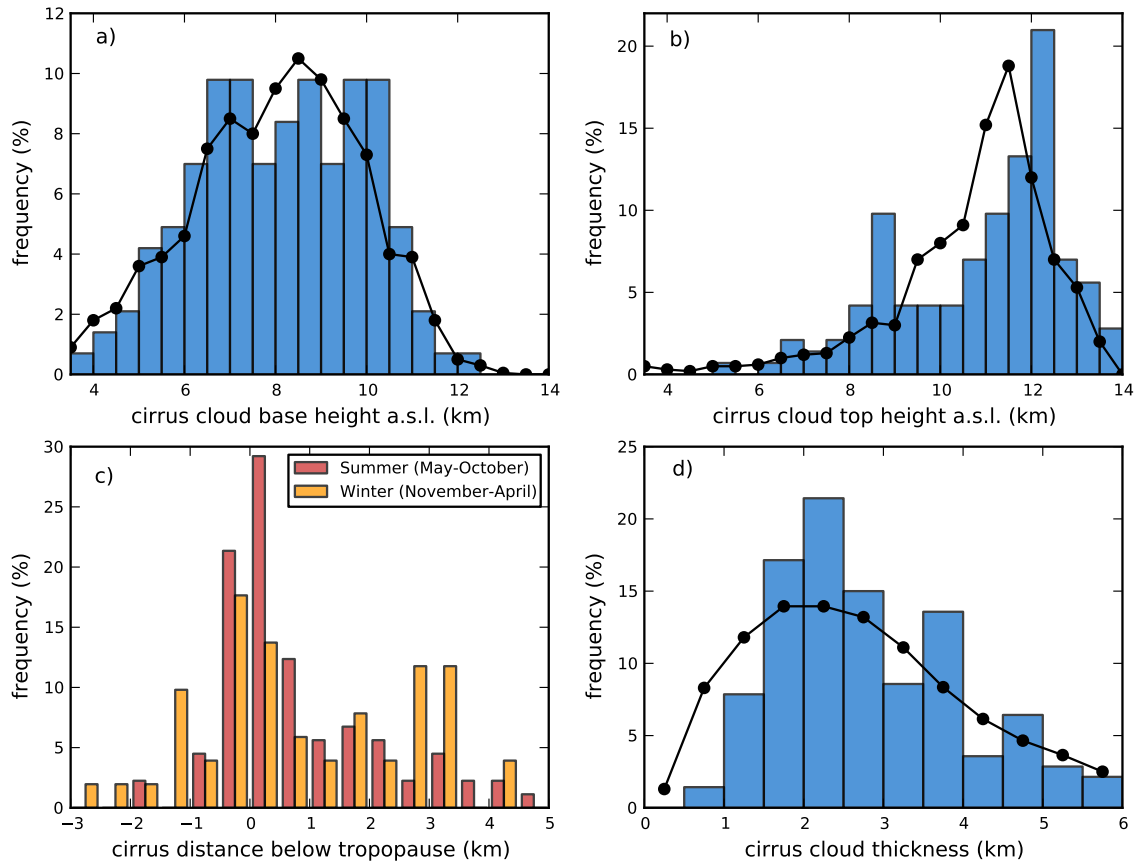 a)
12
10
8
6
4
2
0
frequency (%)
4 6 8 10 12 14
cirrus cloud base height a.s.l. (km)
b)
20
15
10
5
0
frequency (%)
4 6 8 10 12 14
cirrus cloud top height a.s.l. (km)
c)
Summer (May-October)
Winter (November-April)
30
25
20
15
10
5
0
frequency (%)
−3 −2 −1 0 1 2 3 4 5
cirrus distance below tropopause (km)
d)
25
20
15
10
5
0
frequency (%)
0 1 2 3 4 5 6
cirrus cloud thickness (km)